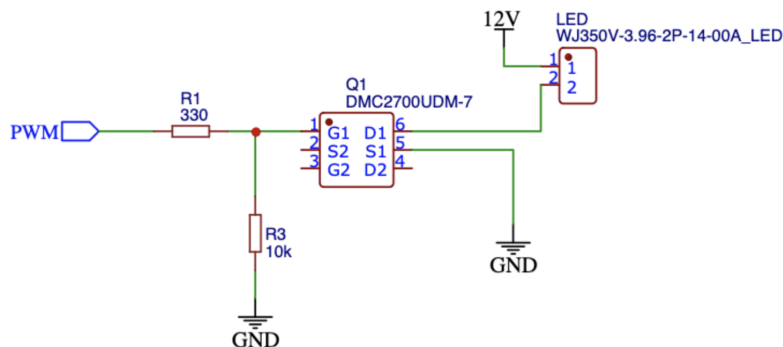 12V
LED
WJ350V-3.96-2P-14-00A_LED
1 1
2 2
Q1
DMC2700UDM-7
R1
330
PWM
1 G1 D1 6
2 S2 S1 5
3 G2 D2 4
R3
10k
GND
GND